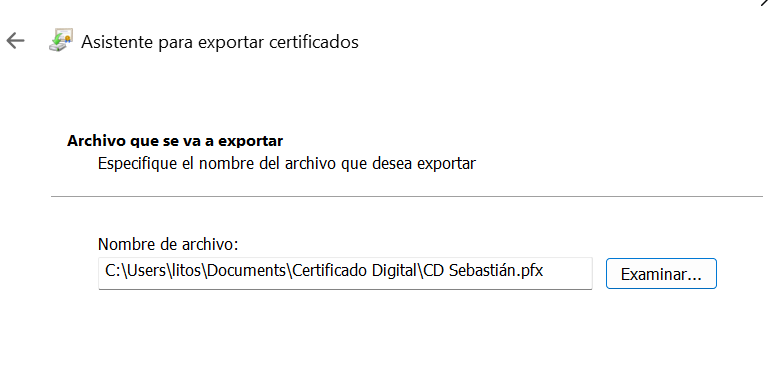 Asistente para exportar certificados
Archivo que se va a exportar
Especifique el nombre del archivo que desea exportar
Nombre de archivo:
C:\Users\litos\Documents\Certificado Digital\CD Sebastián.pfx
Examinar...